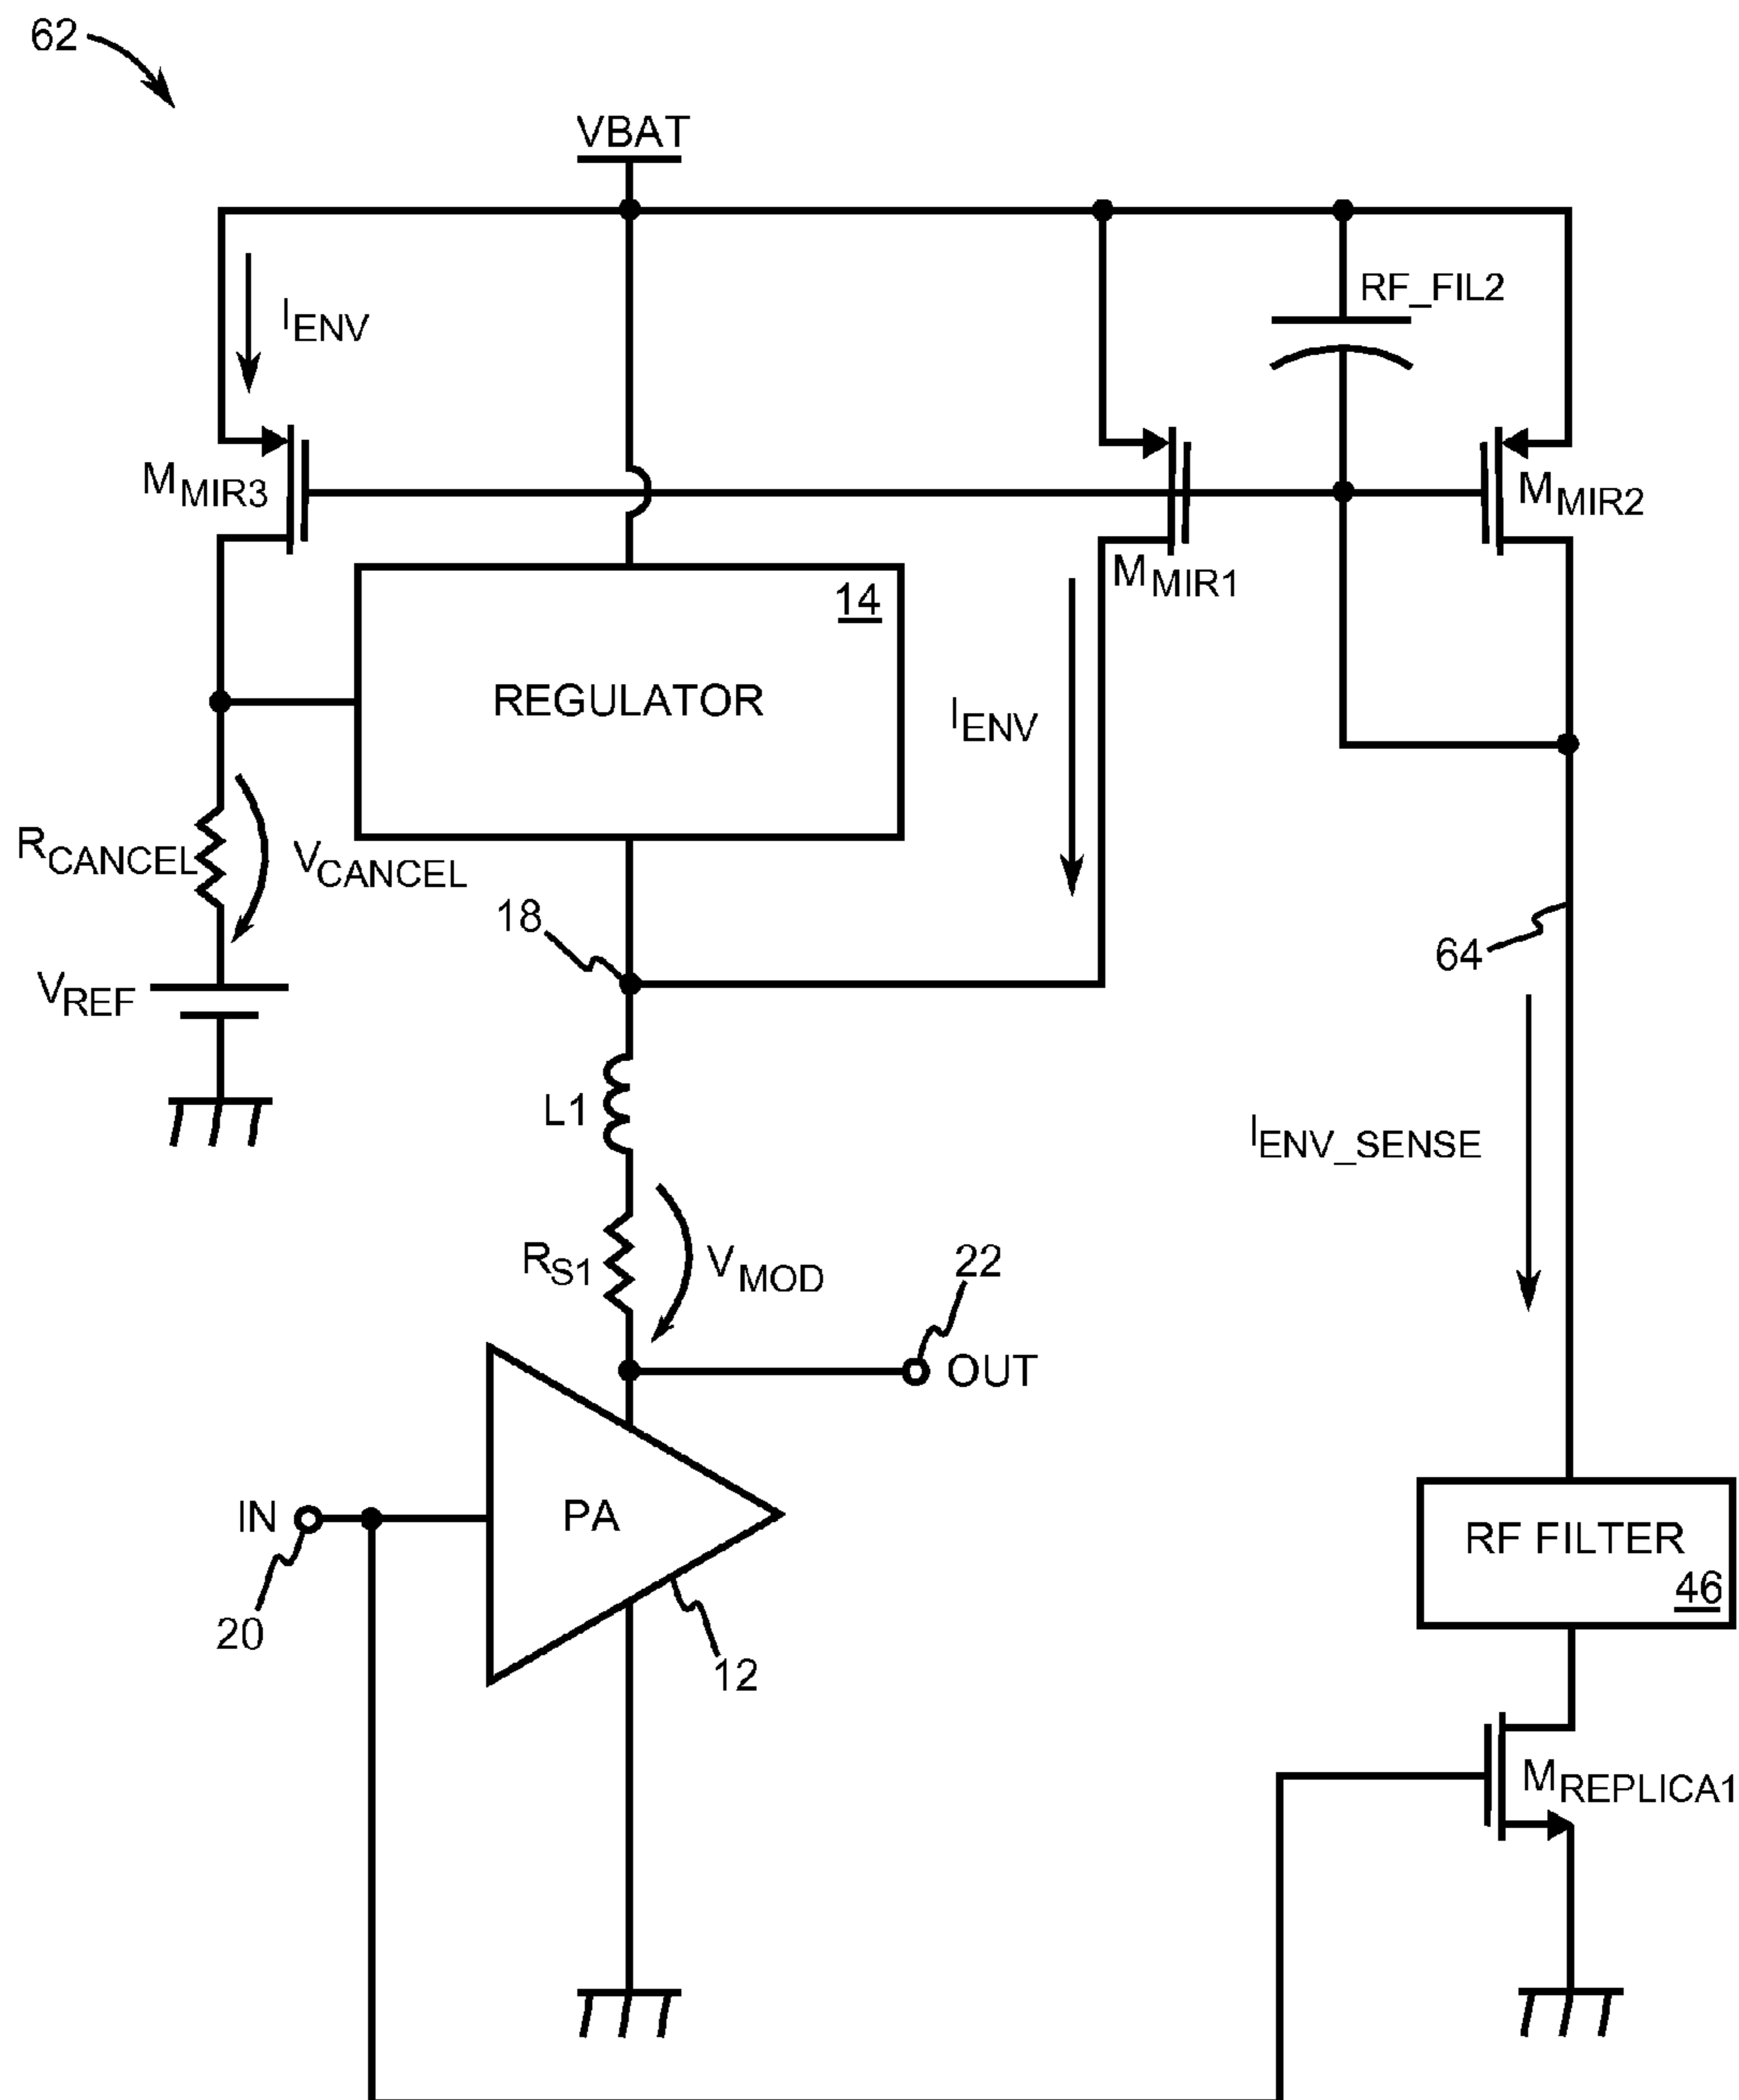 62
VBAT
RF_FIL2
IENV
MMIR3
MMIR2
MMIR1
14
REGULATOR
IENV
RCANCEL
VCANCEL
18
64
VREF
L1
IENV_SENSE
RS1
VMOD
22
OUT
IN
PA
RF FILTER
46
20
12
MREPLICA1